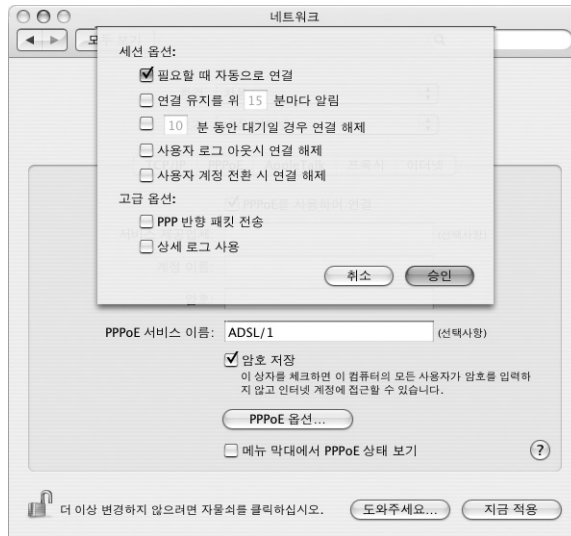 네트워크
모두 보기
세션 옵션:
필요할 때 자동으로 연결
연결 유지를 위 15 분마다 알림
10 분 동안 대기일 경우 연결 해제
사용자 로그 아웃시 연결 해제
사용자 계정 전환 시 연결 해제
고급 옵션:
PPP 반향 패킷 전송
상세 로그 사용
취소 승인
PPPoE 서비스 이름: ADSL/1 (선택사항)
암호 저장
이 상자를 체크하면 이 컴퓨터의 모든 사용자가 암호를 입력하
지 않고 인터넷 계정에 접근할 수 있습니다.
PPPoE 옵션...
메뉴 막대에서 PPPoE 상태 보기 ?
더 이상 변경하지 않으려면 자물쇠를 클릭하십시오. 도와주세요... 지금 적용